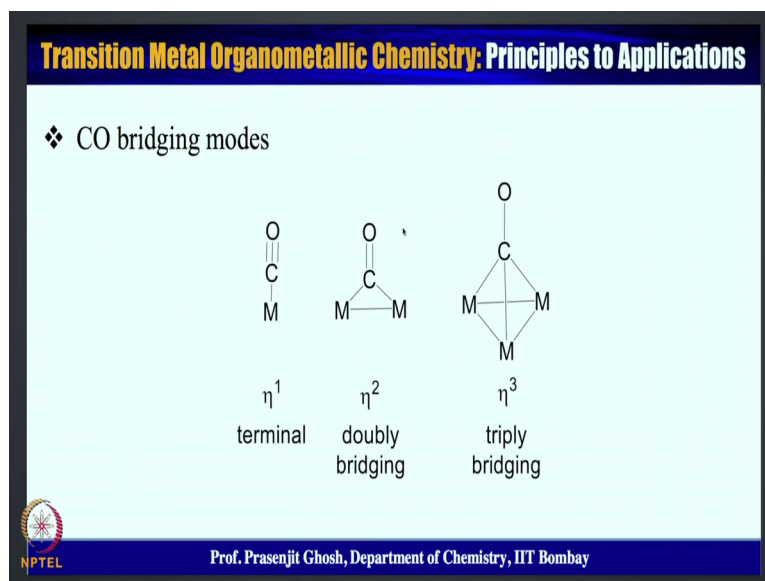 Transition Metal Organometallic Chemistry: Principles to Applications
❖ CO bridging modes
O O O
C C C
M M M M M
M
η¹ η² η³
terminal doubly bridging triply bridging
NPTEL
Prof. Prasenjit Ghosh, Department of Chemistry, IIT Bombay